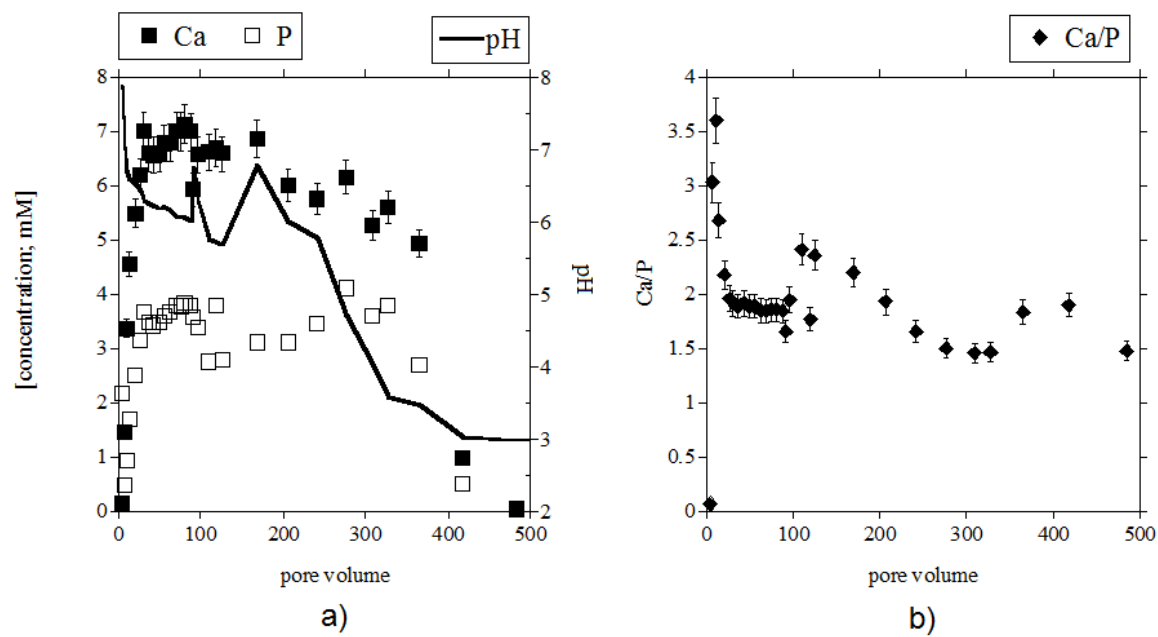 Ca P pH
8 8
7 7
6 6
5 5
4
3 4
2 3
1
0 2
0 100 200 300 400 500
[concentration; mM]
pH
pore volume
a)
Ca/P
4
3.5
3
2.5
2
1.5
1
0.5
0
0 100 200 300 400 500
Ca/P
pore volume
b)